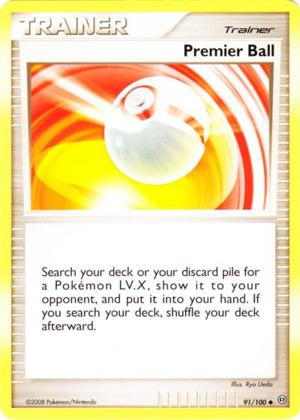 TRAINER
Trainer
Premier Ball
Search your deck or your discard pile for
a Pokémon LV.X, show it to your
opponent, and put it into your hand. If
you search your deck, shuffle your deck
afterward.
Illus. Ryo Ueda
©2008 Pokémon/Nintendo
91/100